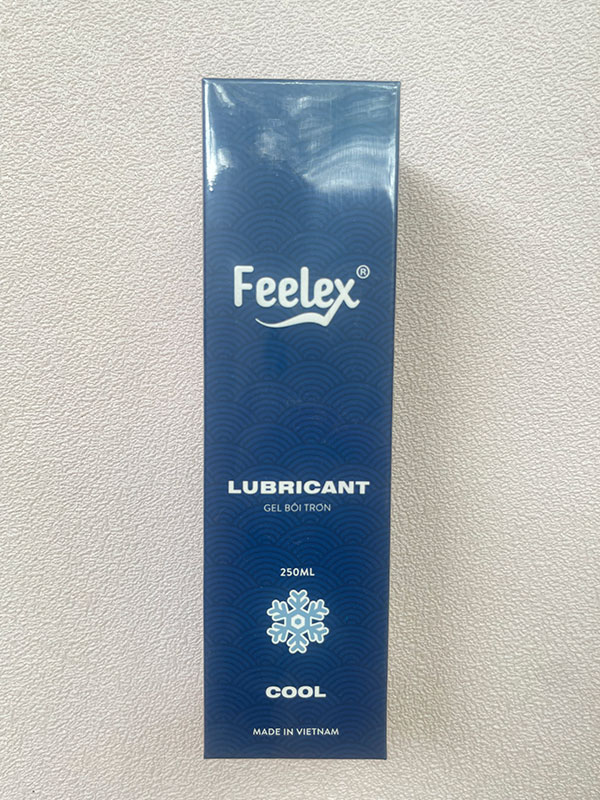 Feelex®
LUBRICANT
GEL BÔI TRƠN
250ML
COOL
MADE IN VIETNAM